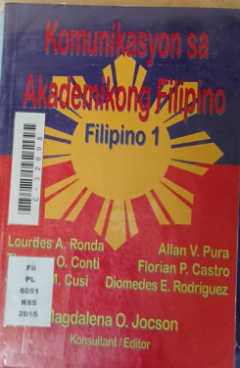 Komunikasyon sa
Akademikong Filipino
Filipino 1
C-32008
Lourdes A. Ronda
Allan V. Pura
O. Conti
Florian P. Castro
M. Cusi
Diomedes E. Rodriguez
Magdalena O. Jocson
Konsultant / Editor
Fil
PL
6051
K65
2015